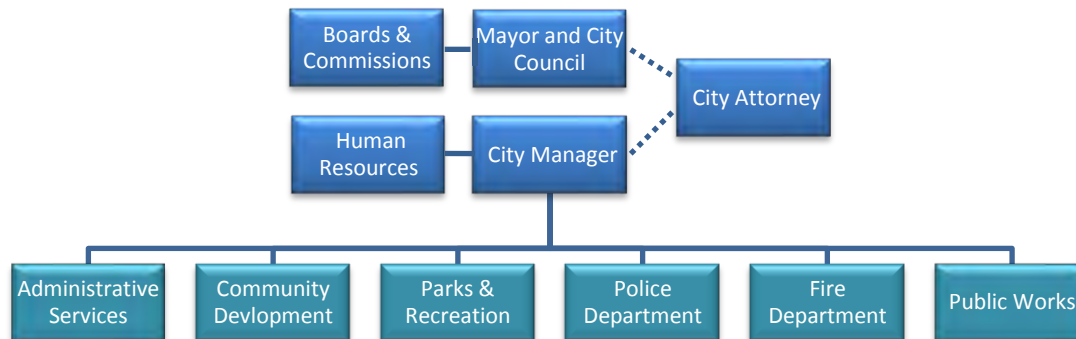 Boards &
Commissions
Mayor and City
Council
City Attorney
Human
Resources
City Manager
Administrative
Services
Community
Devlopment
Parks &
Recreation
Police
Department
Fire
Department
Public Works